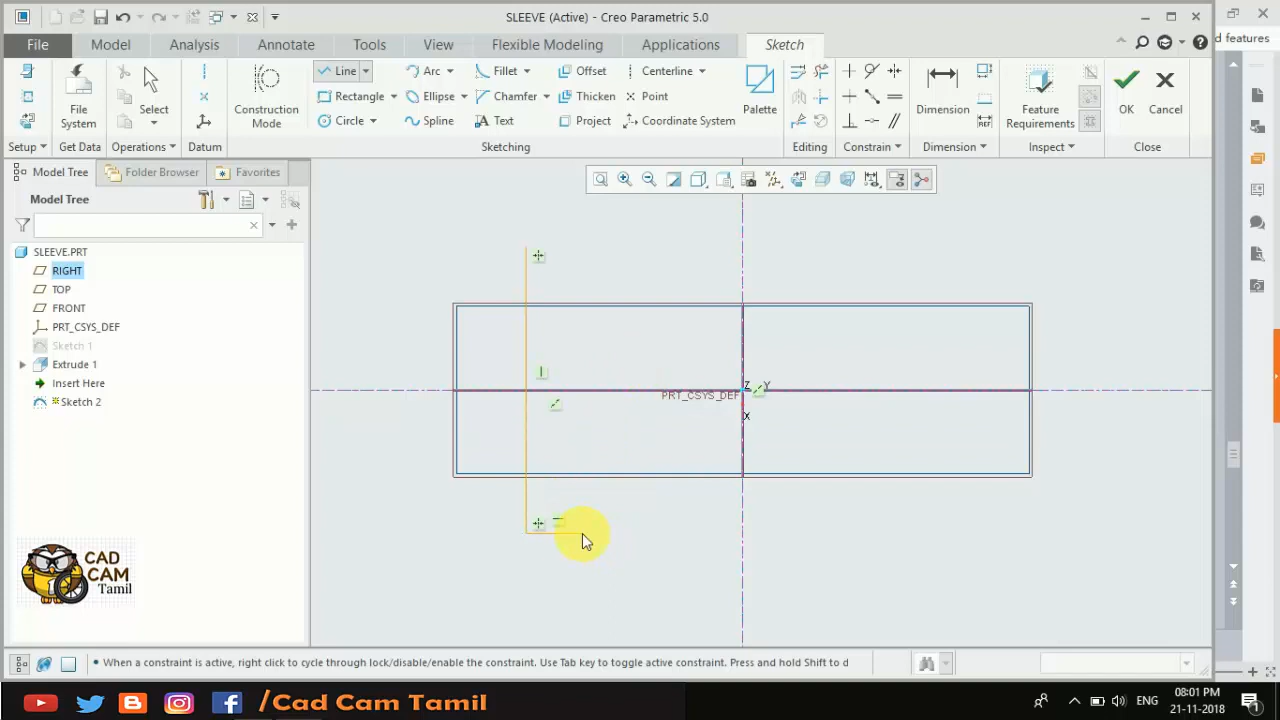 SLEEVE (Active) - Creo Parametric 5.0
File Model Analysis Annotate Tools View Flexible Modeling Applications Sketch
d features
Line Arc Fillet Offset Centerline
Rectangle Ellipse Chamfer Thicken Point
Circle Spline Text Project Coordinate System
File System Select Construction Mode Palette Dimension Feature Requirements OK Cancel
Setup Get Data Operations Datum Sketching Editing Constrain Dimension Inspect Close
Model Tree Folder Browser Favorites
Model Tree
SLEEVE.PRT
RIGHT
TOP
FRONT
PRT_CSYS_DEF
Sketch 1
Extrude 1
Insert Here
Sketch 2
Z Y
PRT_CSYS_DEF
X
CAD
CAM
Tamil
When a constraint is active, right click to cycle through lock/disable/enable the constraint. Use Tab key to toggle active constraint. Press and hold Shift to d
/Cad Cam Tamil
ENG
08:01 PM
21-11-2018
1